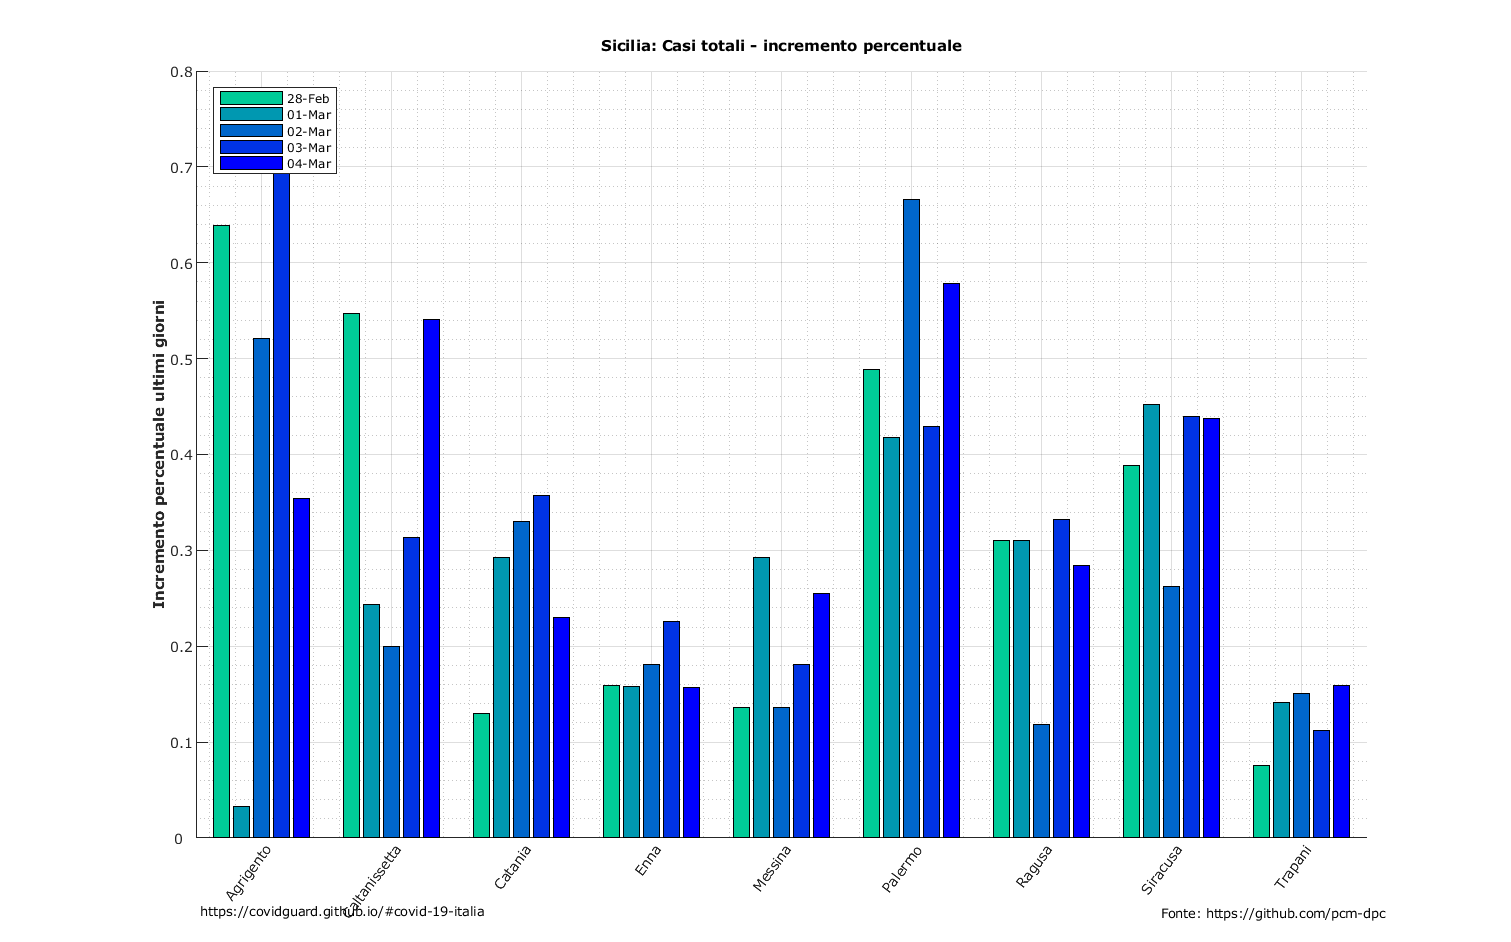 Sicilia: Casi totali - incremento percentuale
Incremento percentuale ultimi giorni
0.8
0.7
0.6
0.5
0.4
0.3
0.2
0.1
0
28-Feb
01-Mar
02-Mar
03-Mar
04-Mar
Agrigento
Caltanissetta
Catania
Enna
Messina
Palermo
Ragusa
Siracusa
Trapani
https://covidguard.github.io/#covid-19-italia
Fonte: https://github.com/pcm-dpc